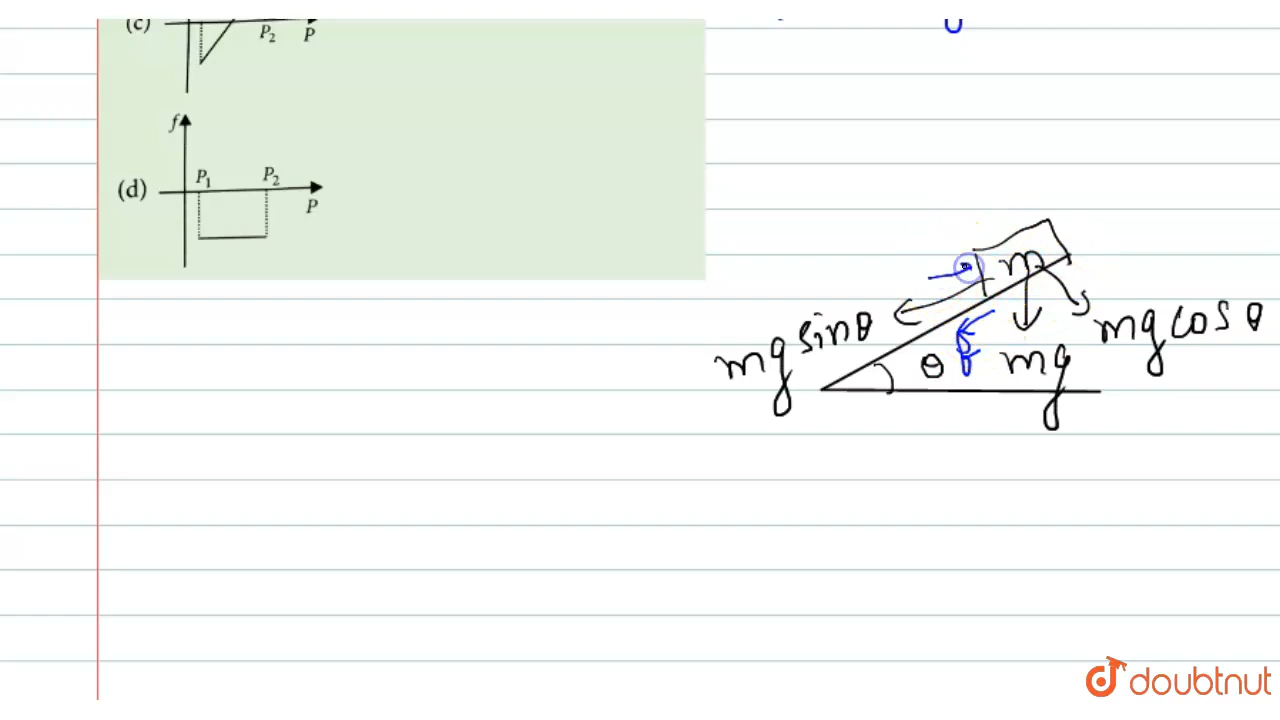 (c) P2 P
f
(d) P1 P2
P
m
mg sinθ
mg cos θ
θ f mg
doubtnut